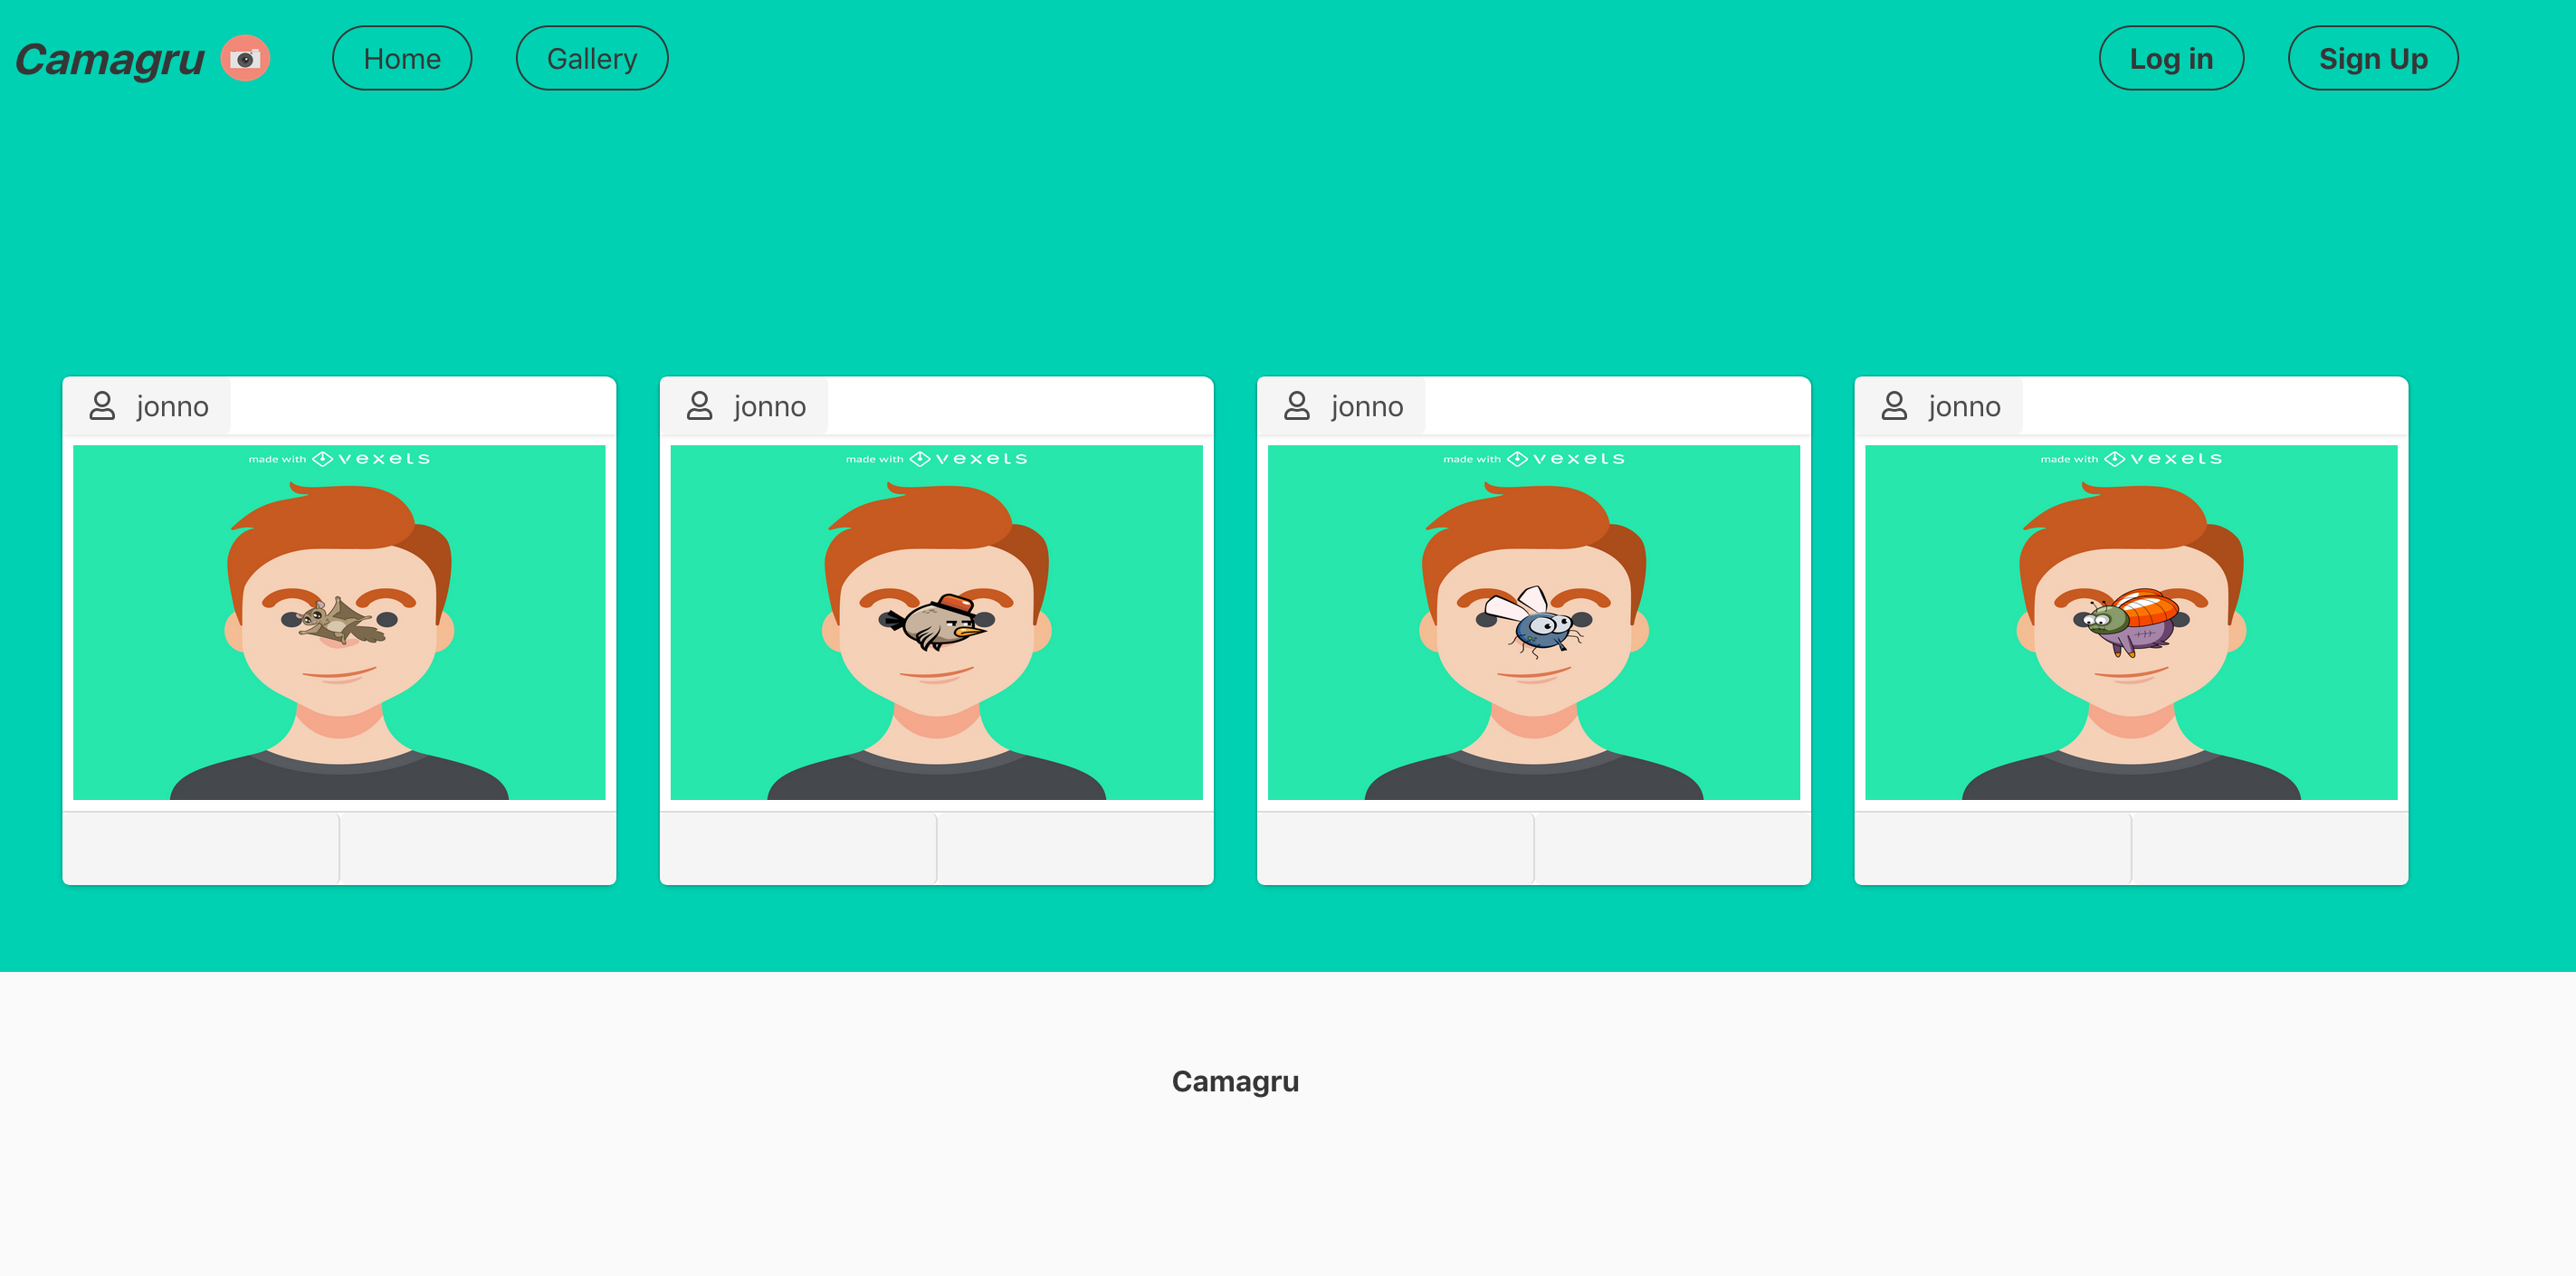 Camagru
Home
Gallery
Log in
Sign Up
jonno
jonno
jonno
jonno
made with vexels
made with vexels
made with vexels
made with vexels
Camagru